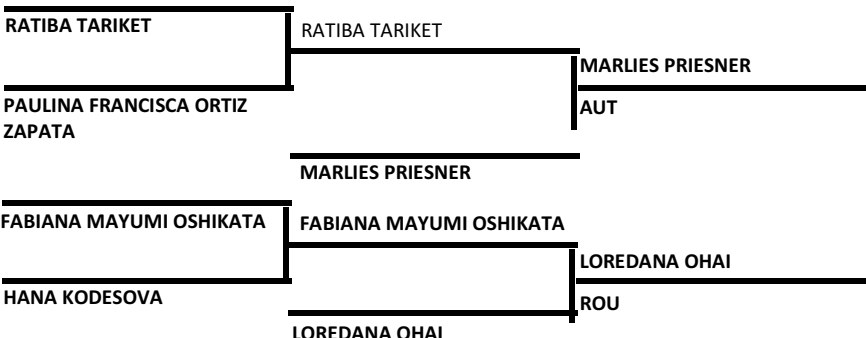 RATIBA TARIKET
RATIBA TARIKET
MARLIES PRIESNER
PAULINA FRANCISCA ORTIZ
ZAPATA
AUT
MARLIES PRIESNER
FABIANA MAYUMI OSHIKATA
FABIANA MAYUMI OSHIKATA
LOREDANA OHAI
HANA KODESOVA
ROU
LOREDANA OHAI